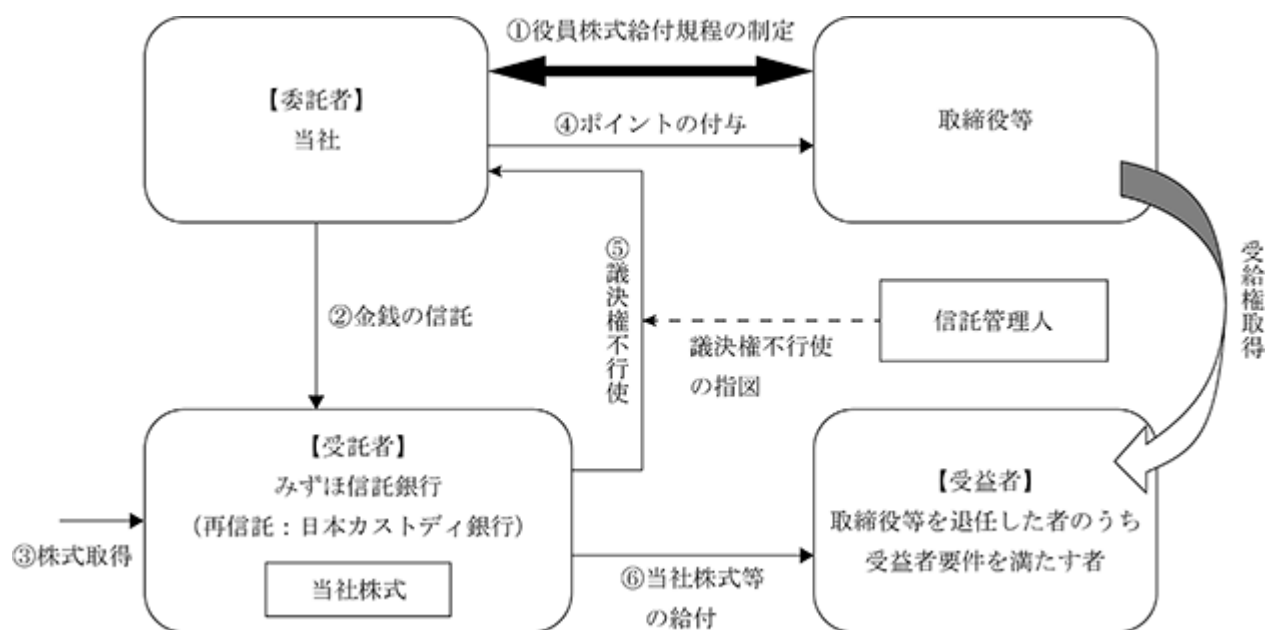 ①役員株式給付規程の制定
【委託者】
当社
④ポイントの付与
取締役等
②金銭の信託
⑤議決権不行使
信託管理人
議決権不行使
の指図
受給権取得
【受託者】
みずほ信託銀行
(再信託:日本カストディ銀行)
③株式取得
当社株式
⑥当社株式等
の給付
【受益者】
取締役等を退任した者のうち
受益者要件を満たす者